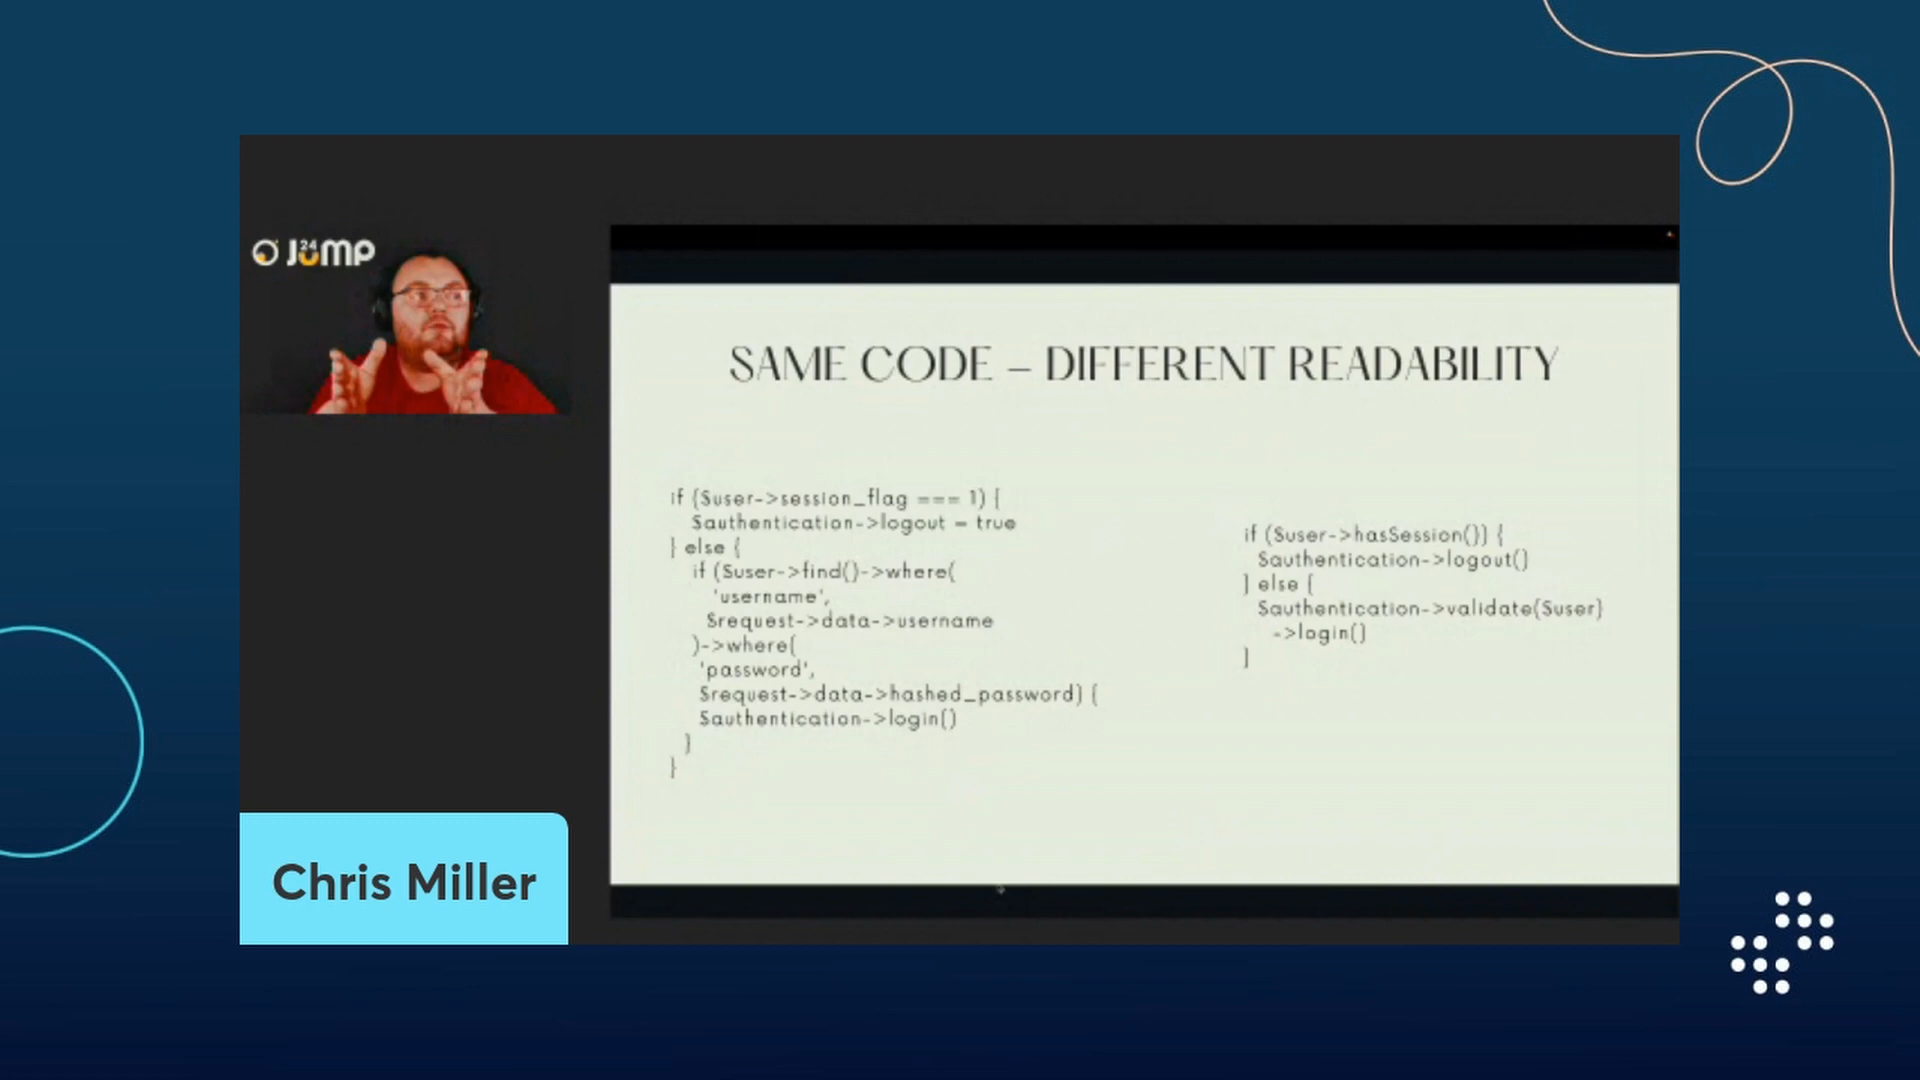 JUMP
24
SAME CODE – DIFFERENT READABILITY
if ($user->session_flag === 1) {
$authentication->logout = true
} else {
if ($user->find()->where(
'username',
$request->data->username
)->where(
'password',
$request->data->hashed_password) {
$authentication->login()
}
}
if ($user->hasSession()) {
$authentication->logout()
} else {
$authentication->validate($user)
->login()
}
Chris Miller